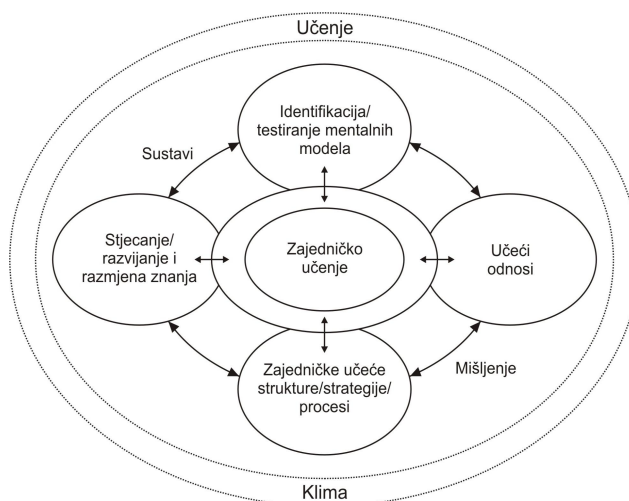 Učenje
Identifikacija/
testiranje mentalnih
modela
Sustavi
Stjecanje/
razvijanje i
razmjena znanja
Zajedničko
učenje
Učeći
odnosi
Zajedničke učeće
strukture/strategije/
procesi
Mišljenje
Klima